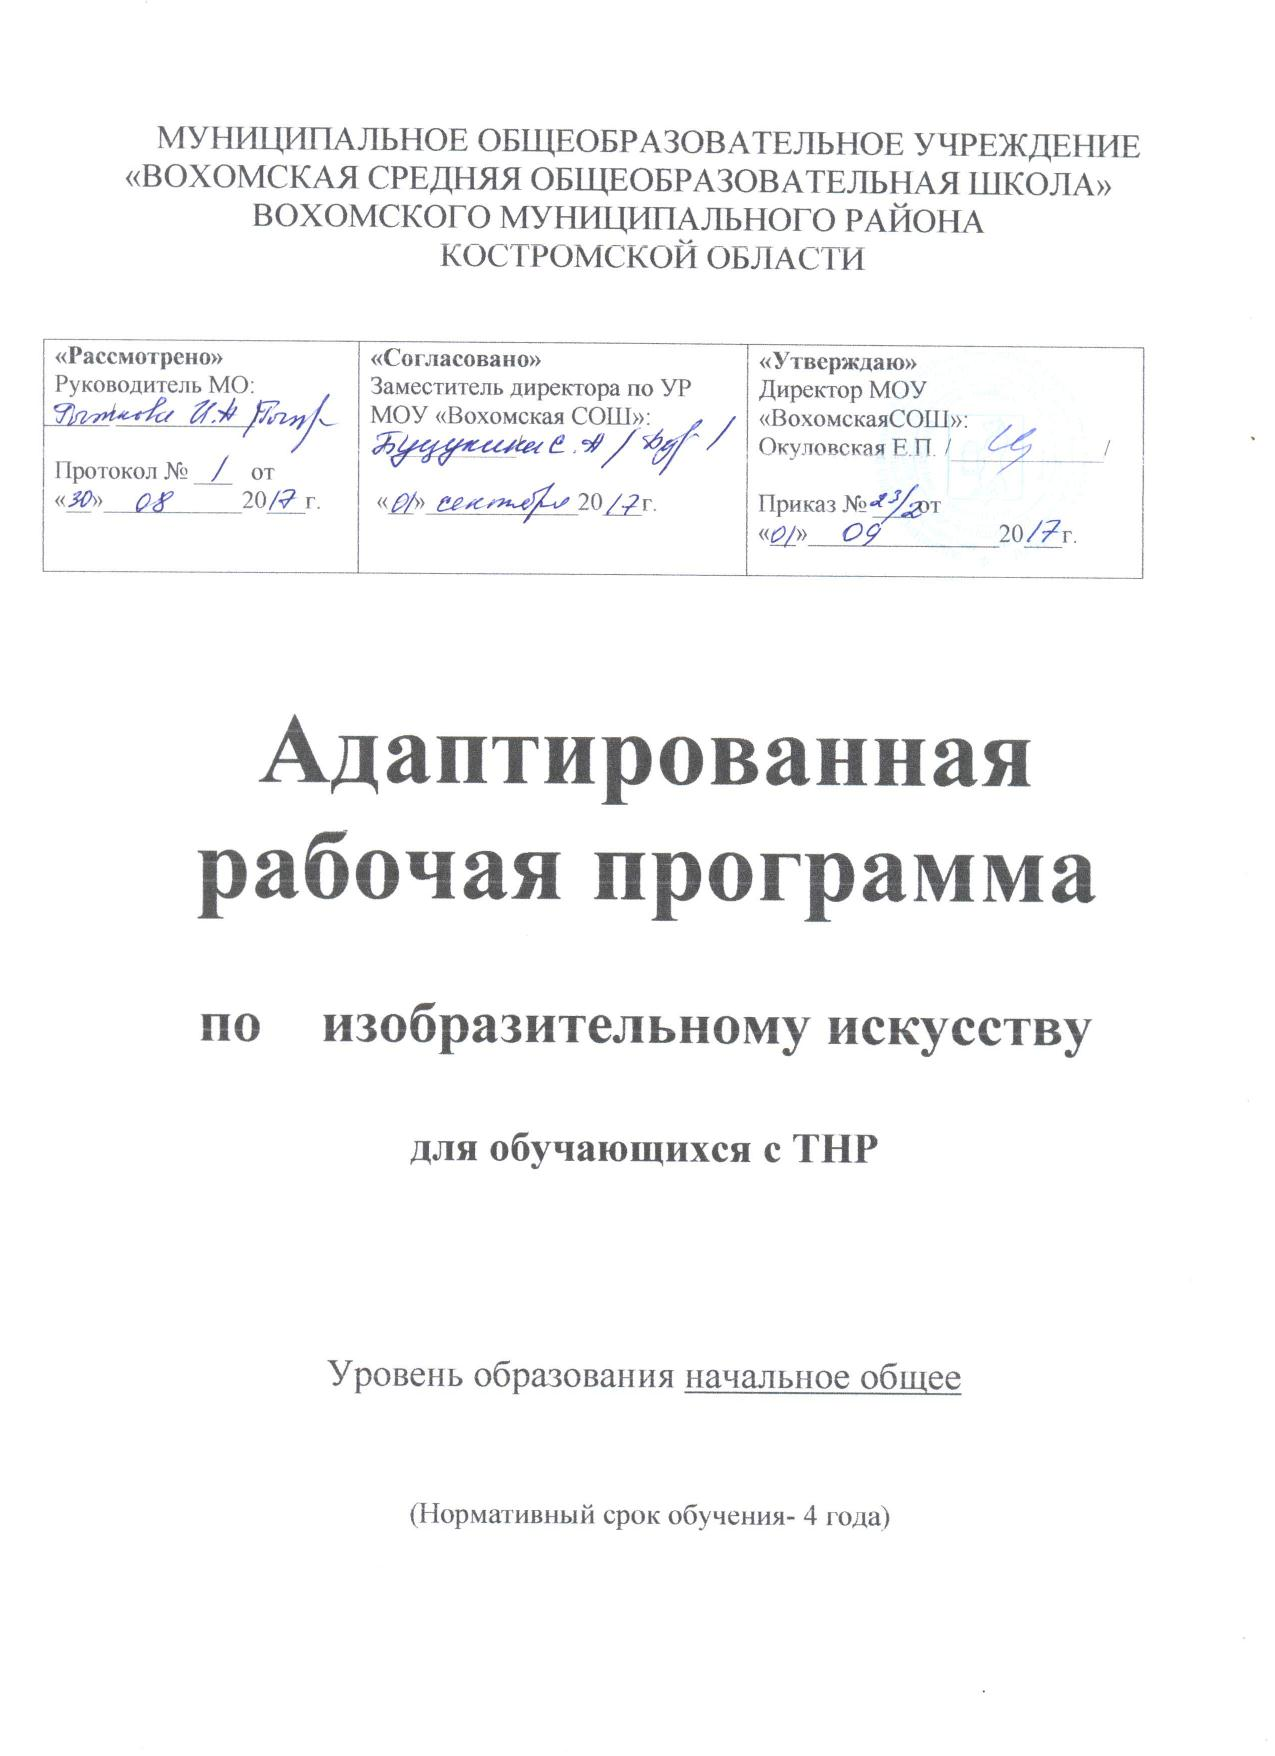 МУНИЦИПАЛЬНОЕ ОБЩЕОБРАЗОВАТЕЛЬНОЕ УЧРЕЖДЕНИЕ
«ВОХОМСКАЯ СРЕДНЯЯ ОБЩЕОБРАЗОВАТЕЛЬНАЯ ШКОЛА»
ВОХОМСКОГО МУНИЦИПАЛЬНОГО РАЙОНА
КОСТРОМСКОЙ ОБЛАСТИ
«Рассмотрено»
Руководитель МО:
И.А
Протокол № 1 от
«30» 08 2017 г.
«Согласовано»
Заместитель директора по УР
МОУ «Вохомская СОШ»:
С.А /
«01» сентября 2017г.
«Утверждаю»
Директор МОУ
«ВохомскаяСОШ»:
Окуловская Е.П. / /
Приказ № 23/2 от
«01» 09 2017г.
Адаптированная
рабочая программа
по изобразительному искусству
для обучающихся с ТНР
Уровень образования начальное общее
(Нормативный срок обучения- 4 года)